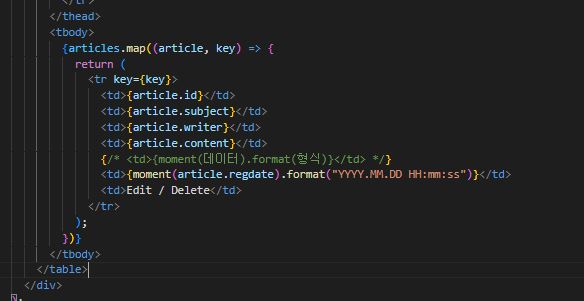 </tr>
</thead>
<tbody>
{articles.map((article, key) => {
return (
<tr key={key}>
<td>{article.id}</td>
<td>{article.subject}</td>
<td>{article.writer}</td>
<td>{article.content}</td>
{/* <td>{moment(데이터).format(형식)}</td> */}
<td>{moment(article.regdate).format("YYYY.MM.DD HH:mm:ss")}</td>
<td>Edit / Delete</td>
</tr>
);
})}
</tbody>
</table>
</div>